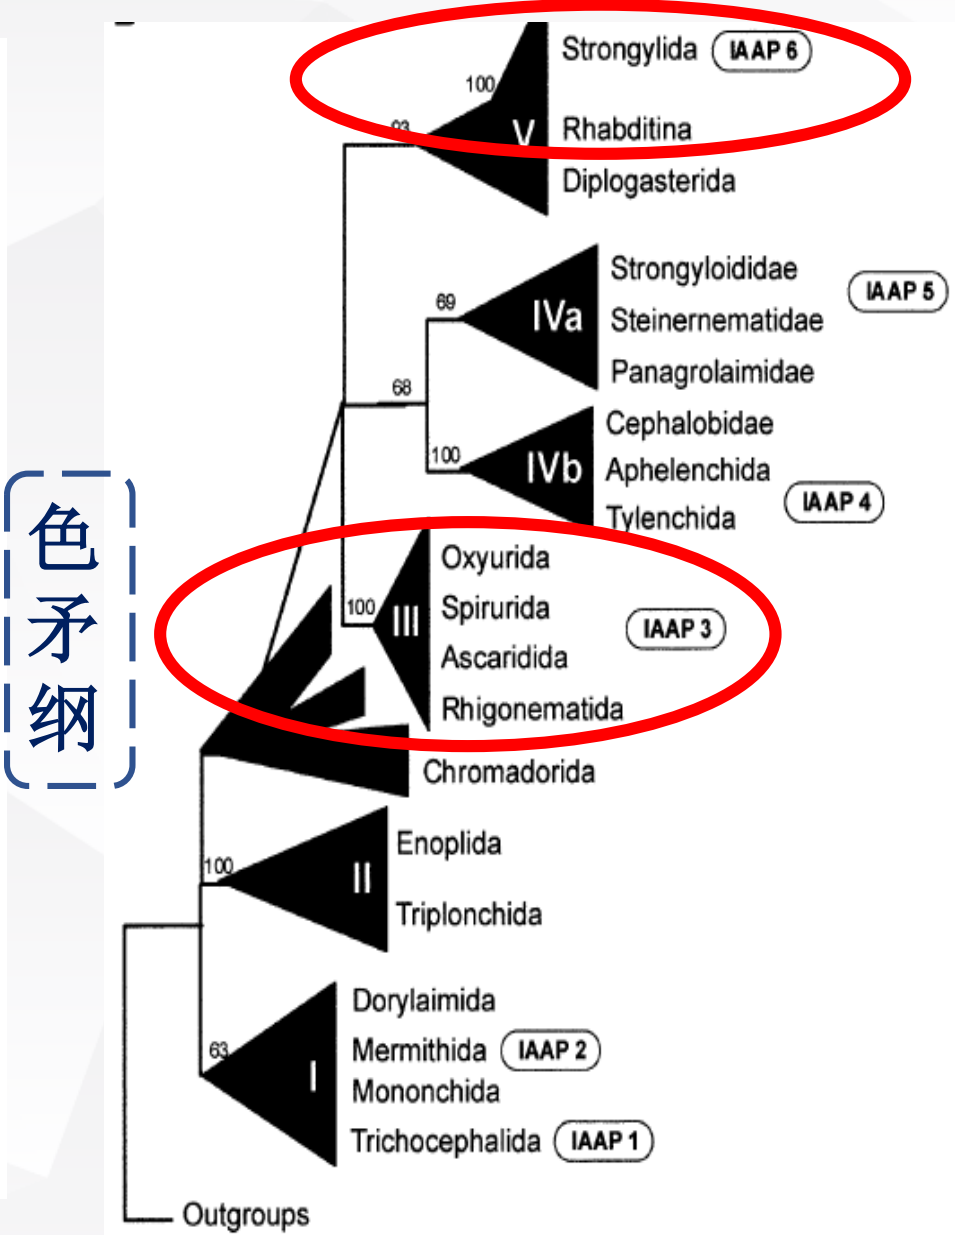 Strongylida IAAP 6
100
Rhabditina
93
V
Diplogasterida
Strongyloididae
IAAP 5
69
IVa
Steinernematidae
Panagrolaimidae
68
Cephalobidae
100
IVb
Aphelenchida
IAAP 4
Tylenchida
色矛纲
Oxyurida
100
III
Spirurida
IAAP 3
Ascaridida
Rhigonematida
Chromadorida
Enoplida
100
II
Triplonchida
Dorylaimida
63
Mermithida IAAP 2
I
Mononchida
Trichocephalida IAAP 1
Outgroups